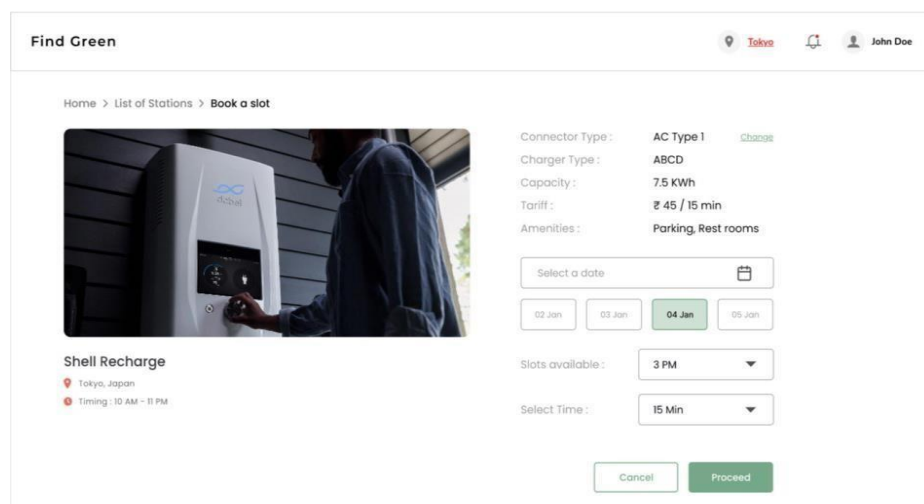 Find Green
Tokyo
John Doe
Home > List of Stations > Book a slot
Connector Type : AC Type 1 Change
Charger Type : ABCD
Capacity : 7.5 KWh
Tariff : ₹ 45 / 15 min
Amenities : Parking, Rest rooms
Select a date
02 Jan 03 Jan 04 Jan 05 Jan
Slots available : 3 PM
Select Time : 15 Min
Cancel Proceed
Shell Recharge
Tokyo, Japan
Timing : 10 AM - 11 PM